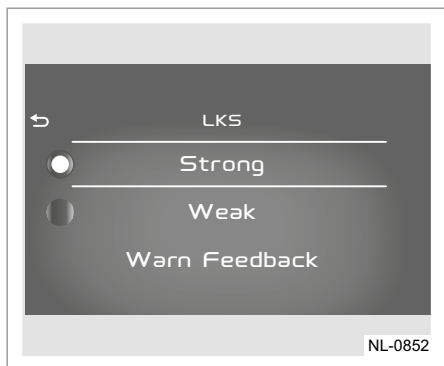 LKS
Strong
Weak
Warn Feedback
NL-0852